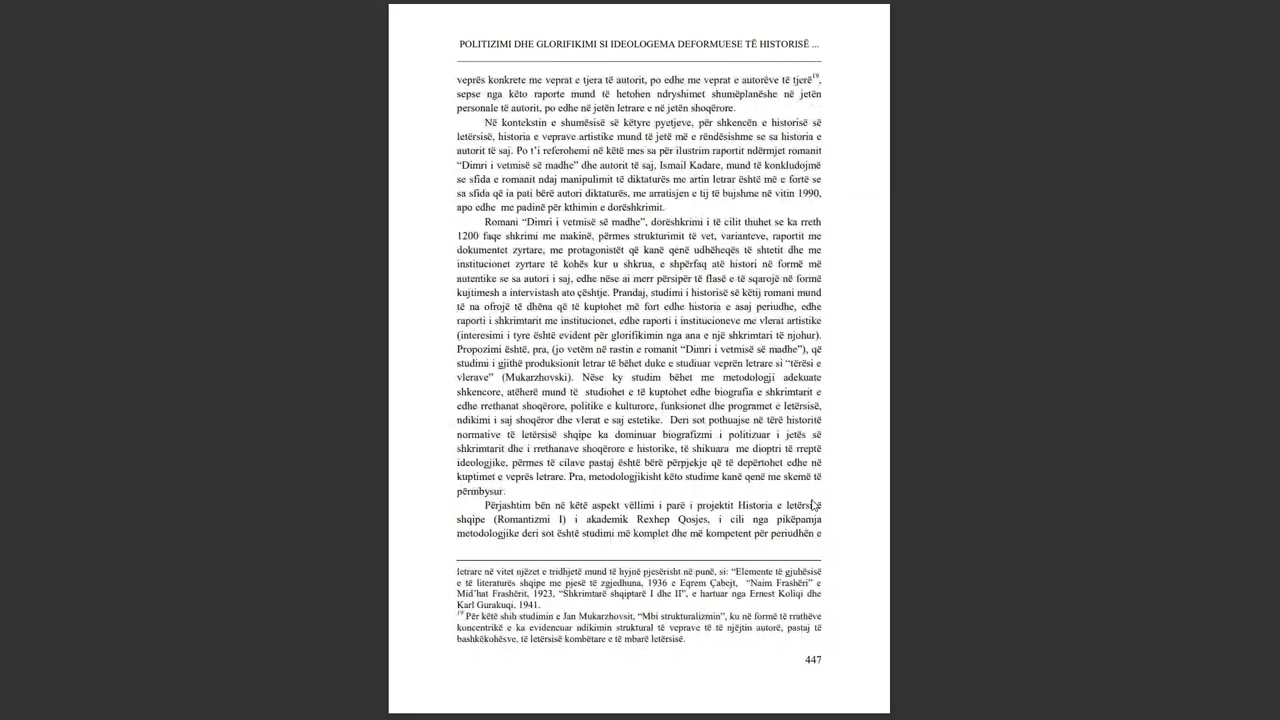 POLITIZIMI DHE GLORIFIKIMI SI IDEOLOGEMA DEFORMUESE TË HISTORISË ...
veprës konkrete me veprat e tjera të autorit, po edhe me veprat e autorëve të tjerë19,
sepse nga këto raporte mund të hetohen ndryshimet shumëplanëshe në jetën
personale të autorit, po edhe në jetën letrare e në jetën shoqërore.
Në kontekstin e shumësisë së këtyre pyetjeve, për shkencën e historisë së
letërsisë, historia e veprave artistike mund të jetë më e rëndësishme se sa historia e
autorit të saj. Po t’i referohemi në këtë mes sa për ilustrim raportit ndërmjet romanit
“Dimri i vetmisë së madhe” dhe autorit të saj, Ismail Kadare, mund të konkludojmë
se sfida e romanit ndaj manipulimit të diktaturës me artin letrar është më e fortë se
sa sfida që ia pati bërë autori diktaturës, me arratisjen e tij të bujshme në vitin 1990,
apo edhe me padinë për kthimin e dorëshkrimit.
Romani “Dimri i vetmisë së madhe”, dorëshkrimi i të cilit thuhet se ka rreth
1200 faqe shkrimi me makinë, përmes strukturimit të vet, varianteve, raportit me
dokumentet zyrtare, me protagonistët që kanë qenë udhëheqës të shtetit dhe me
institucionet zyrtare të kohës kur u shkrua, e shpërfaq atë histori në formë më
autentike se sa autori i saj, edhe nëse ai merr përsipër të flasë e të sqarojë në formë
kujtimesh a intervistash ato çështje. Prandaj, studimi i historisë së këtij romani mund
të na ofrojë të dhëna që të kuptohet më fort edhe historia e asaj periudhe, edhe
raporti i shkrimtarit me institucionet, edhe raporti i institucioneve me vlerat artistike
(interesimi i tyre është evident për glorifikimin nga ana e një shkrimtari të njohur).
Propozimi është, pra, (jo vetëm në rastin e romanit “Dimri i vetmisë së madhe”), që
studimi i gjithë produksionit letrar të bëhet duke e studiuar veprën letrare si “tërësi e
vlerave” (Mukarzhovski). Nëse ky studim bëhet me metodologji adekuate
shkencore, atëherë mund të studiohet e të kuptohet edhe biografia e shkrimtarit e
edhe rrethanat shoqërore, politike e kulturore, funksionet dhe programet e letërsisë,
ndikimi i saj shoqëror dhe vlerat e saj estetike. Deri sot pothuajse në tërë historitë
normative të letërsisë shqipe ka dominuar biografizmi i politizuar i jetës së
shkrimtarit dhe i rrethanave shoqërore e historike, të shikuara me dioptri të rreptë
ideologjike, përmes të cilave pastaj është bërë përpjekje që të depërtohet edhe në
kuptimet e veprës letrare. Pra, metodologjikisht këto studime kanë qenë me skemë të
përmbysur.
Përjashtim bën në këtë aspekt vëllimi i parë i projektit Historia e letërsisë
shqipe (Romantizmi I) i akademik Rexhep Qosjes, i cili nga pikëpamja
metodologjike deri sot është studimi më komplet dhe më kompetent për periudhën e
letrare në vitet njëzet e tridhjetë mund të hyjnë pjesërisht në punë, si: “Elemente të gjuhësisë
e të literaturës shqipe me pjesë të zgjedhuna, 1936 e Eqrem Çabejt, “Naim Frashëri” e
Mid’hat Frashërit, 1923, “Shkrimtarë shqiptarë I dhe II”, e hartuar nga Ernest Koliqi dhe
Karl Gurakuqi, 1941.
19 Për këtë shih studimin e Jan Mukarzhovsit, “Mbi strukturalizmin”, ku në formë të rrathëve
koncentrikë e ka evidencuar ndikimin struktural të veprave të të njëjtin autorë, pastaj të
bashkëkohësve, të letërsisë kombëtare e të mbarë letërsisë.
447